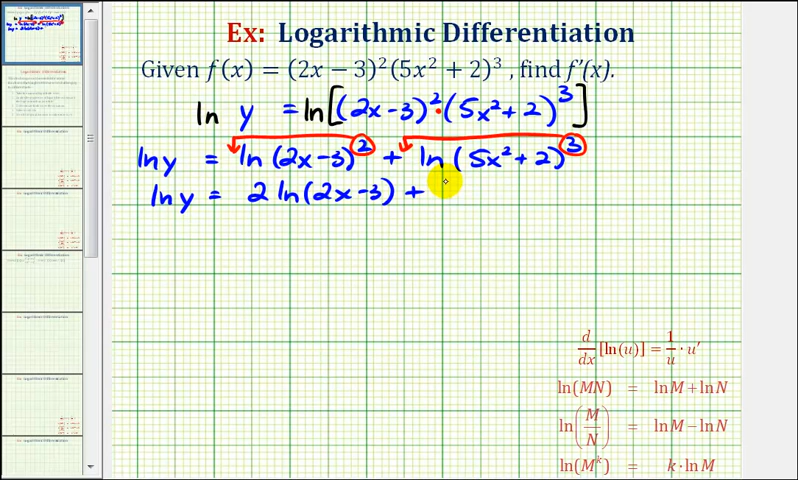 Ex: Logarithmic Differentiation
Given f(x) = (2x − 3)²(5x² + 2)³ , find f′(x).
ln y = ln[(2x-3)²·(5x²+2)³]
ln y = ln(2x-3)² + ln(5x²+2)³
ln y = 2 ln(2x-3) +
d/dx [ln(u)] = 1/u · u′
ln(MN) = ln M + ln N
ln(M/N) = ln M − ln N
ln(Mᵏ) = k · ln M